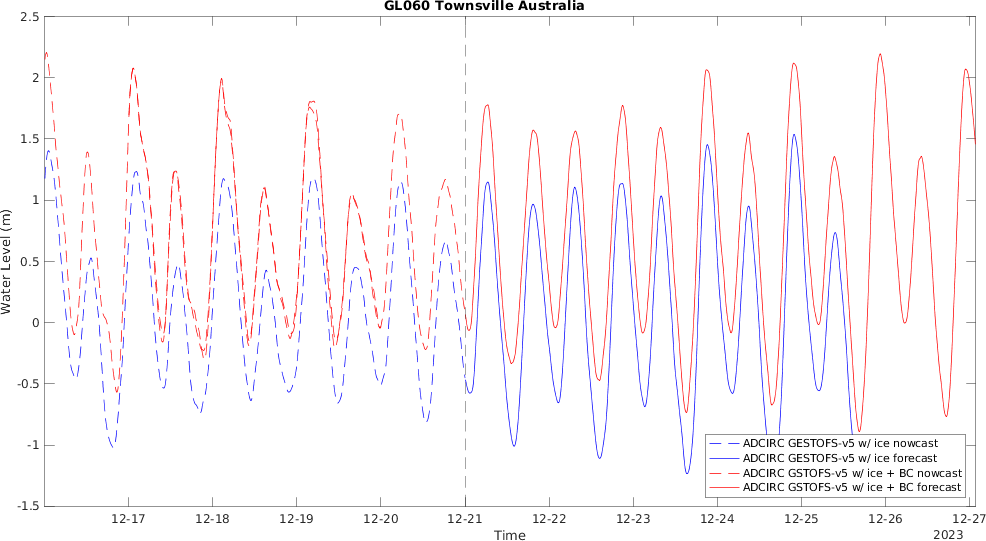 GL060 Townsville Australia
2.5
2
1.5
1
0.5
0
-0.5
-1
-1.5
Water Level (m)
ADCIRC GESTOFS-v5 w/ ice nowcast
ADCIRC GESTOFS-v5 w/ ice forecast
ADCIRC GSTOFS-v5 w/ ice + BC nowcast
ADCIRC GSTOFS-v5 w/ ice + BC forecast
12-17 12-18 12-19 12-20 12-21 12-22 12-23 12-24 12-25 12-26 12-27
Time
2023